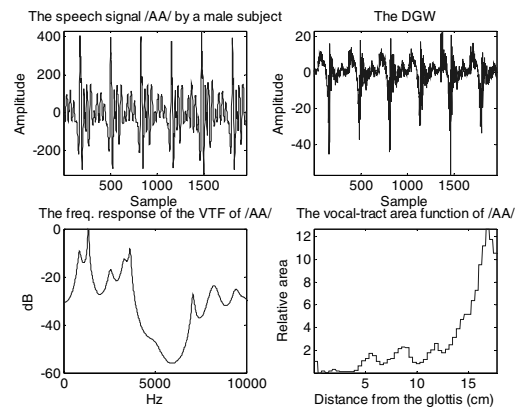 The speech signal /AA/ by a male subject
400
200
0
-200
Amplitude
500 1000 1500
Sample
The DGW
20
0
-20
-40
Amplitude
500 1000 1500
Sample
The freq. response of the VTF of /AA/
0
-20
-40
-60
dB
0 5000 10000
Hz
The vocal-tract area function of /AA/
12
10
8
6
4
2
Relative area
5 10 15
Distance from the glottis (cm)